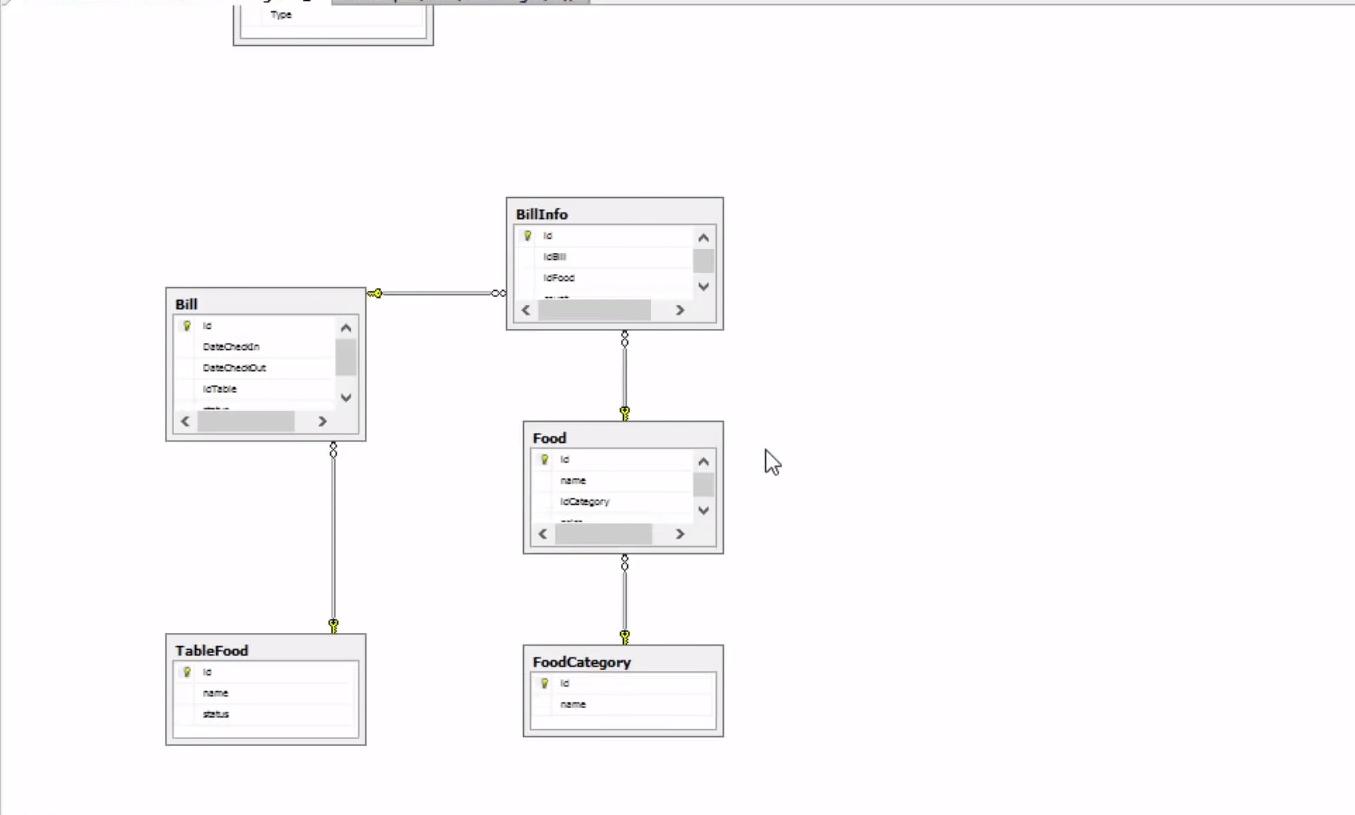 Type
BillInfo
id
idBill
idFood
Bill
id
DateCheckIn
DateCheckOut
idTable
Food
id
name
idCategory
TableFood
id
name
status
FoodCategory
id
name